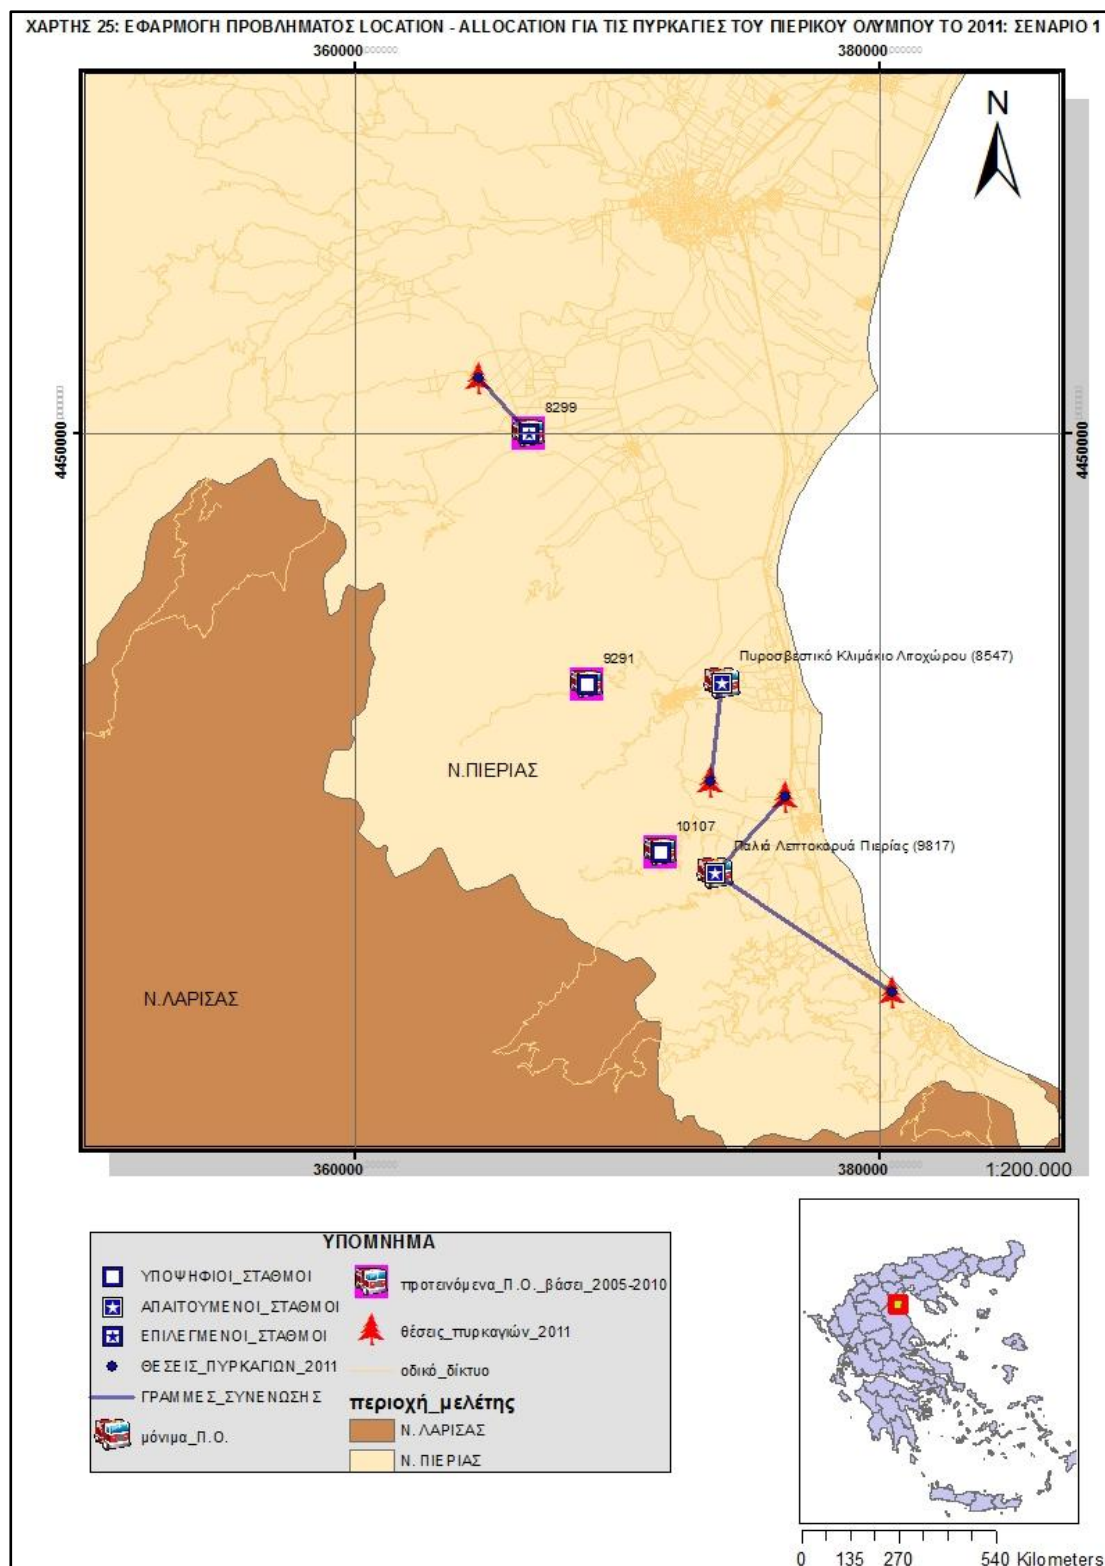 ΧΑΡΤΗΣ 25: ΕΦΑΡΜΟΓΗ ΠΡΟΒΛΗΜΑΤΟΣ LOCATION - ALLOCATION ΓΙΑ ΤΙΣ ΠΥΡΚΑΓΙΕΣ ΤΟΥ ΠΙΕΡΙΚΟΥ ΟΛΥΜΠΟΥ ΤΟ 2011: ΣΕΝΑΡΙΟ 1
360000 380000
N
8299
4450000 4450000
9291
Πυροσβεστικό Κλιμάκιο Λιτοχώρου (8547)
Ν.ΠΙΕΡΙΑΣ
10107
Παλιά Λεπτοκαρυά Πιερίας (9817)
Ν.ΛΑΡΙΣΑΣ
360000 380000
1:200.000
ΥΠΟΜΝΗΜΑ
ΥΠΟΨΗΦΙΟΙ_ΣΤΑΘΜΟΙ
ΑΠΑΙΤΟΥΜΕΝΟΙ_ΣΤΑΘΜΟΙ
ΕΠΙΛΕΓΜΕΝΟΙ_ΣΤΑΘΜΟΙ
ΘΕΣΕΙΣ_ΠΥΡΚΑΓΙΩΝ_2011
ΓΡΑΜΜΕΣ_ΣΥΝΕΝΩΣΗΣ
μόνιμα_Π.Ο.
προτεινόμενα_Π.Ο._βάσει_2005-2010
θέσεις_πυρκαγιών_2011
οδικό_δίκτυο
περιοχή_μελέτης
Ν. ΛΑΡΙΣΑΣ
Ν. ΠΙΕΡΙΑΣ
0 135 270 540 Kilometers